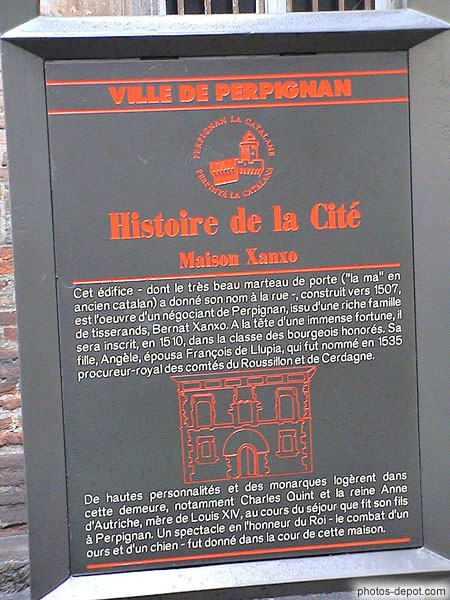 VILLE DE PERPIGNAN
PERPIGNAN LA CATALANE
PERPINYA LA CATALANA
Histoire de la Cité
Maison Xanxo
Cet édifice - dont le très beau marteau de porte ("la ma" en
ancien catalan) a donné son nom à la rue -, construit vers 1507,
est l'oeuvre d'un négociant de Perpignan, issu d'une riche famille
de tisserands, Bernat Xanxo. A la tête d'une immense fortune, il
sera inscrit, en 1510, dans la classe des bourgeois honorés. Sa
fille, Angèle, épousa François de Llupia, qui fut nommé en 1535
procureur-royal des comtés du Roussillon et de Cerdagne.
De hautes personnalités et des monarques logèrent dans
cette demeure, notamment Charles Quint et la reine Anne
d'Autriche, mère de Louis XIV, au cours du séjour que fit son fils
à Perpignan. Un spectacle en l'honneur du Roi - le combat d'un
ours et d'un chien - fut donné dans la cour de cette maison.
photos-depot.com